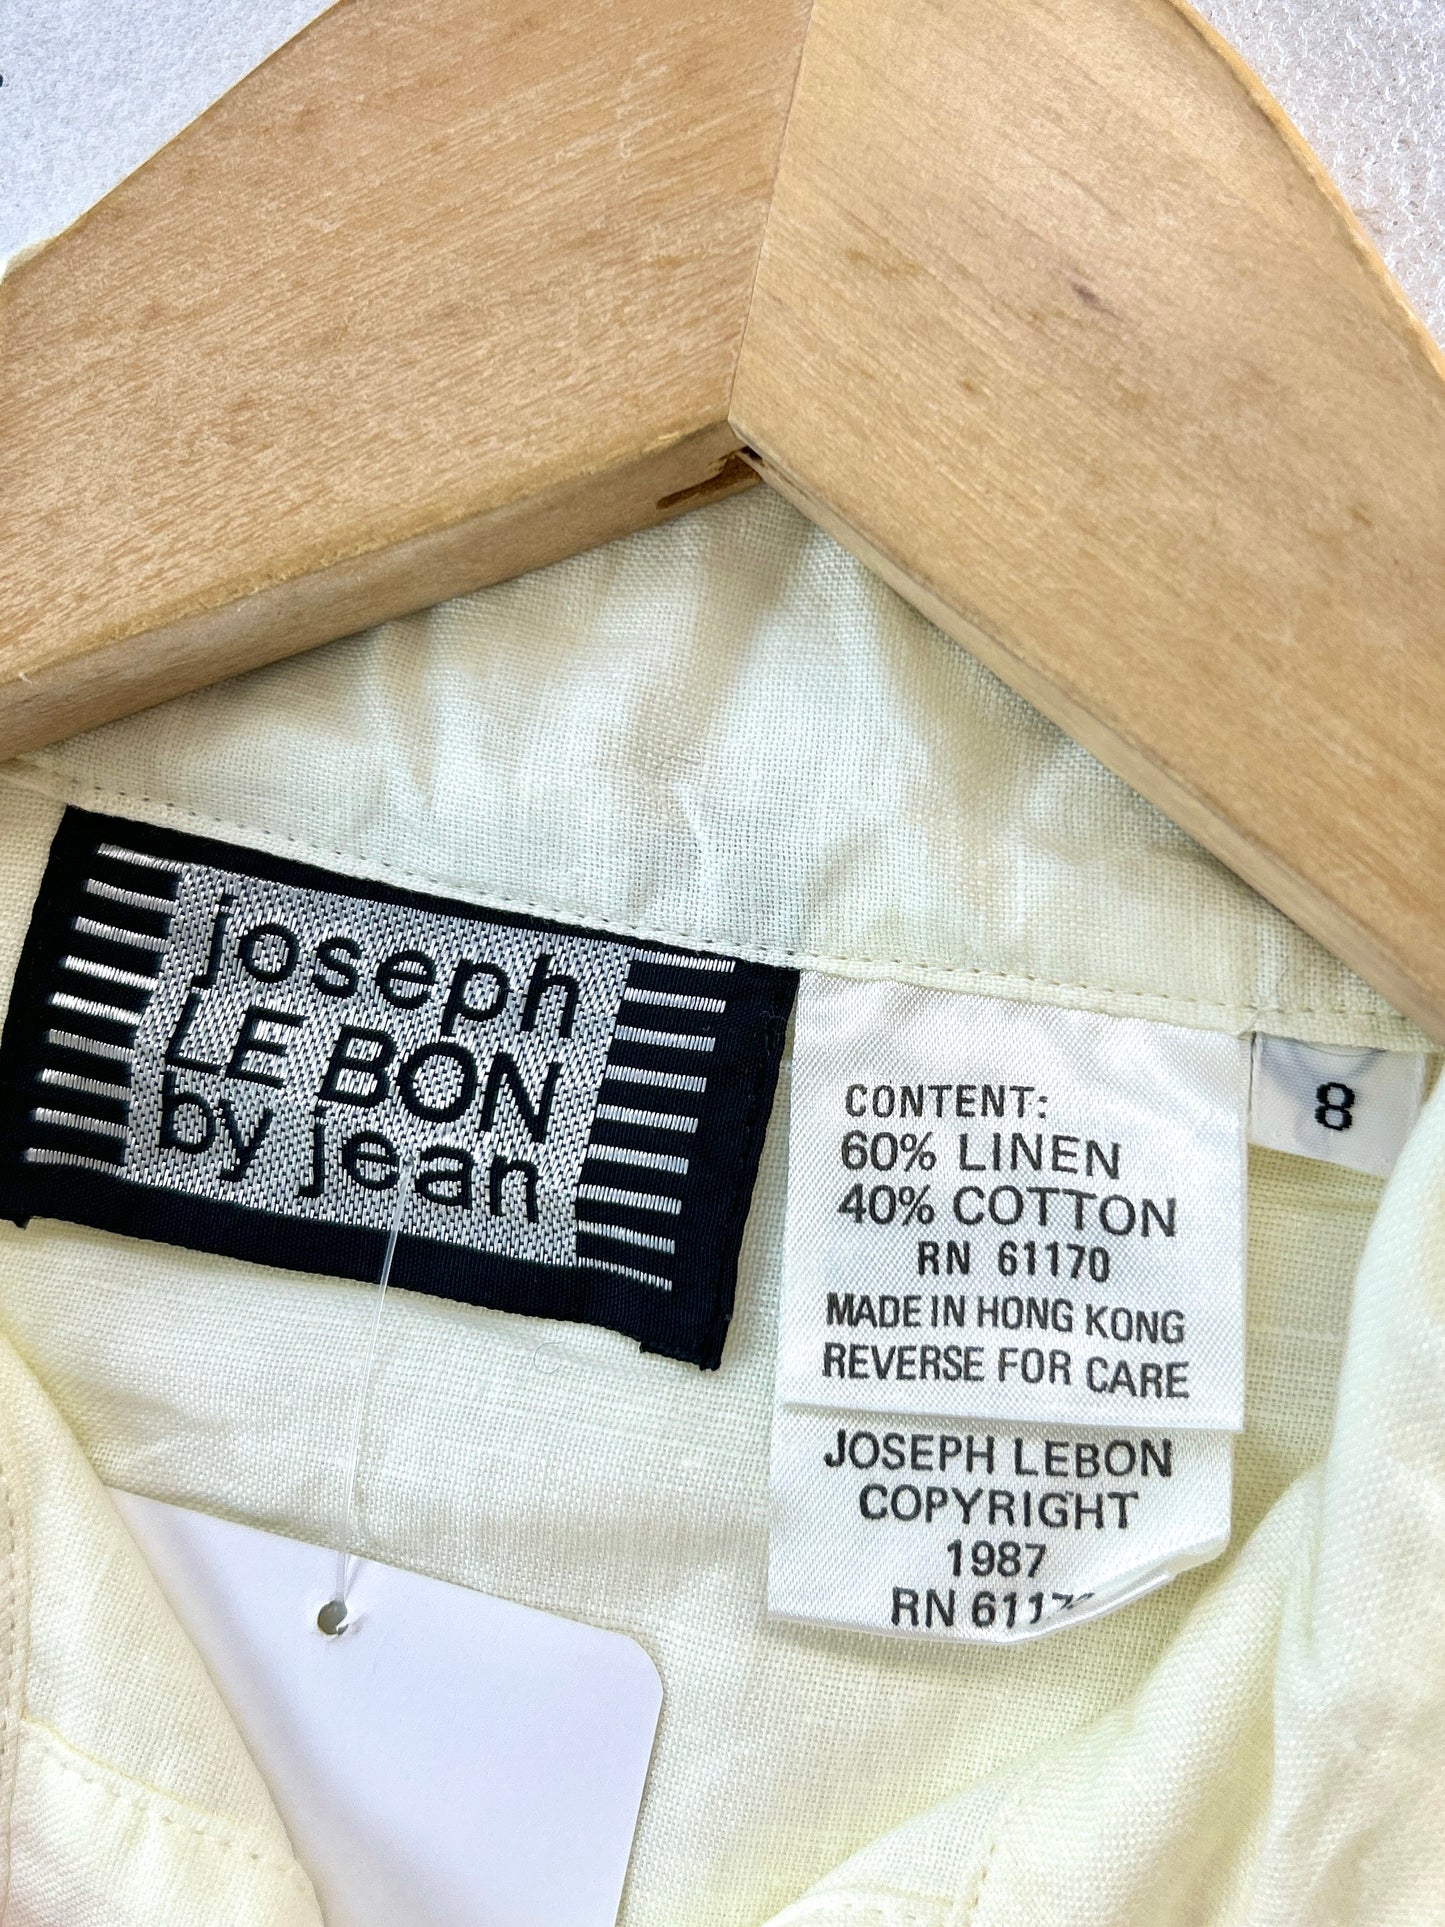 joseph
LE BON
by jean
CONTENT:
60% LINEN
40% COTTON
RN 61170
MADE IN HONG KONG
REVERSE FOR CARE
JOSEPH LEBON
COPYRIGHT
1987
RN
8